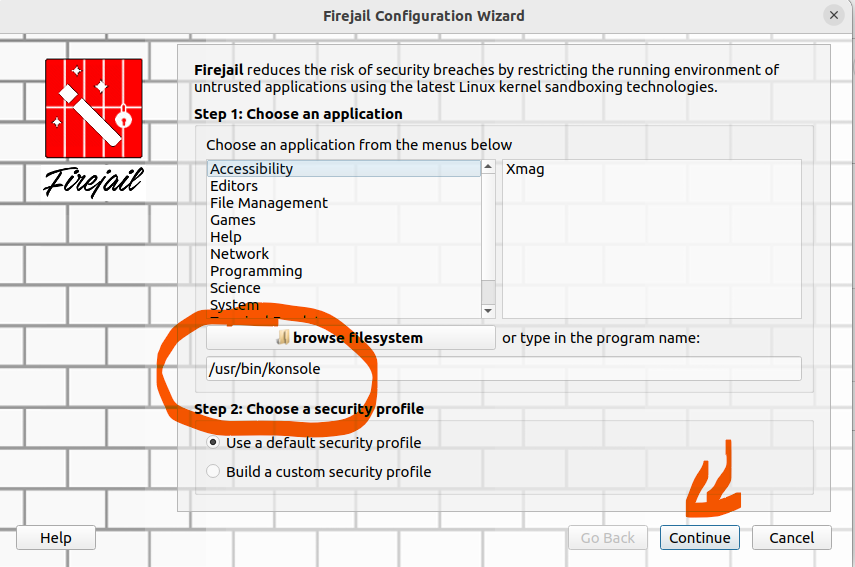 Firejail Configuration Wizard
Firejail reduces the risk of security breaches by restricting the running environment of
untrusted applications using the latest Linux kernel sandboxing technologies.
Step 1: Choose an application
Firejail
Choose an application from the menus below
Accessibility
Xmag
Editors
File Management
Games
Help
Network
Programming
Science
System
browse filesystem or type in the program name:
/usr/bin/konsole
Step 2: Choose a security profile
Use a default security profile
Build a custom security profile
Help Go Back Continue Cancel